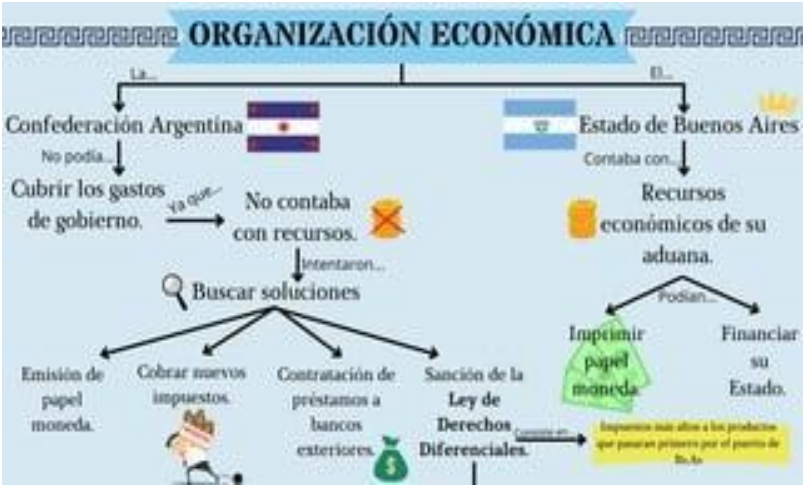 ORGANIZACIÓN ECONÓMICA
La...
El...
Confederación Argentina
Estado de Buenos Aires
No podía...
Contaba con...
Cubrir los gastos
de gobierno.
Ya que...
No contaba
con recursos.
Recursos
económicos de su
aduana.
Intentaron...
Buscar soluciones
Podían...
Imprimir
papel
moneda.
Financiar
su
Estado.
Emisión de
papel
moneda.
Cobrar nuevos
impuestos.
Contratación de
préstamos a
bancos
exteriores.
Sanción de la
Ley de
Derechos
Diferenciales.
Consiste en...
Impuestos más altos a los productos
que pasaran primero por el puerto de
Bs.As
$